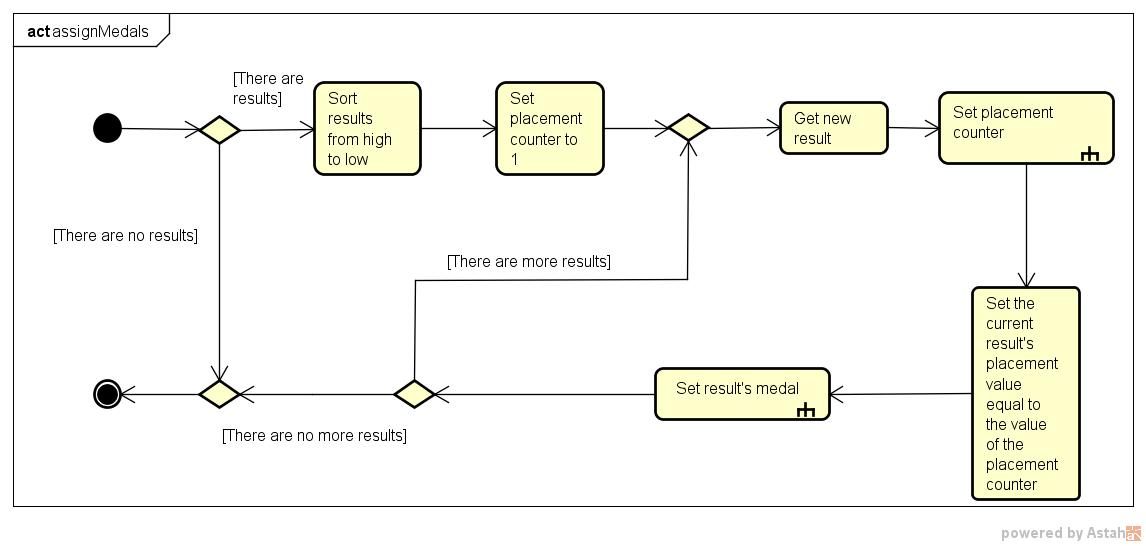 act assignMedals
[There are
results]
Sort
results
from high
to low
Set
placement
counter to
1
Get new
result
Set placement
counter
[There are no results]
[There are more results]
Set the
current
result's
placement
value
equal to
the value
of the
placement
counter
Set result's medal
[There are no more results]
powered by Astah